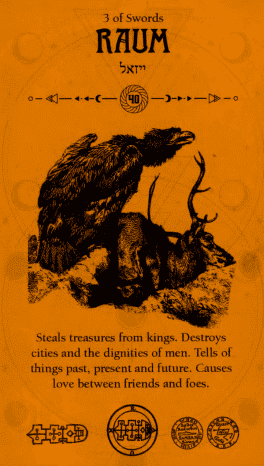 3 of Swords
RAUM
ייזאל
40
Steals treasures from kings. Destroys
cities and the dignities of men. Tells of
things past, present and future. Causes
love between friends and foes.